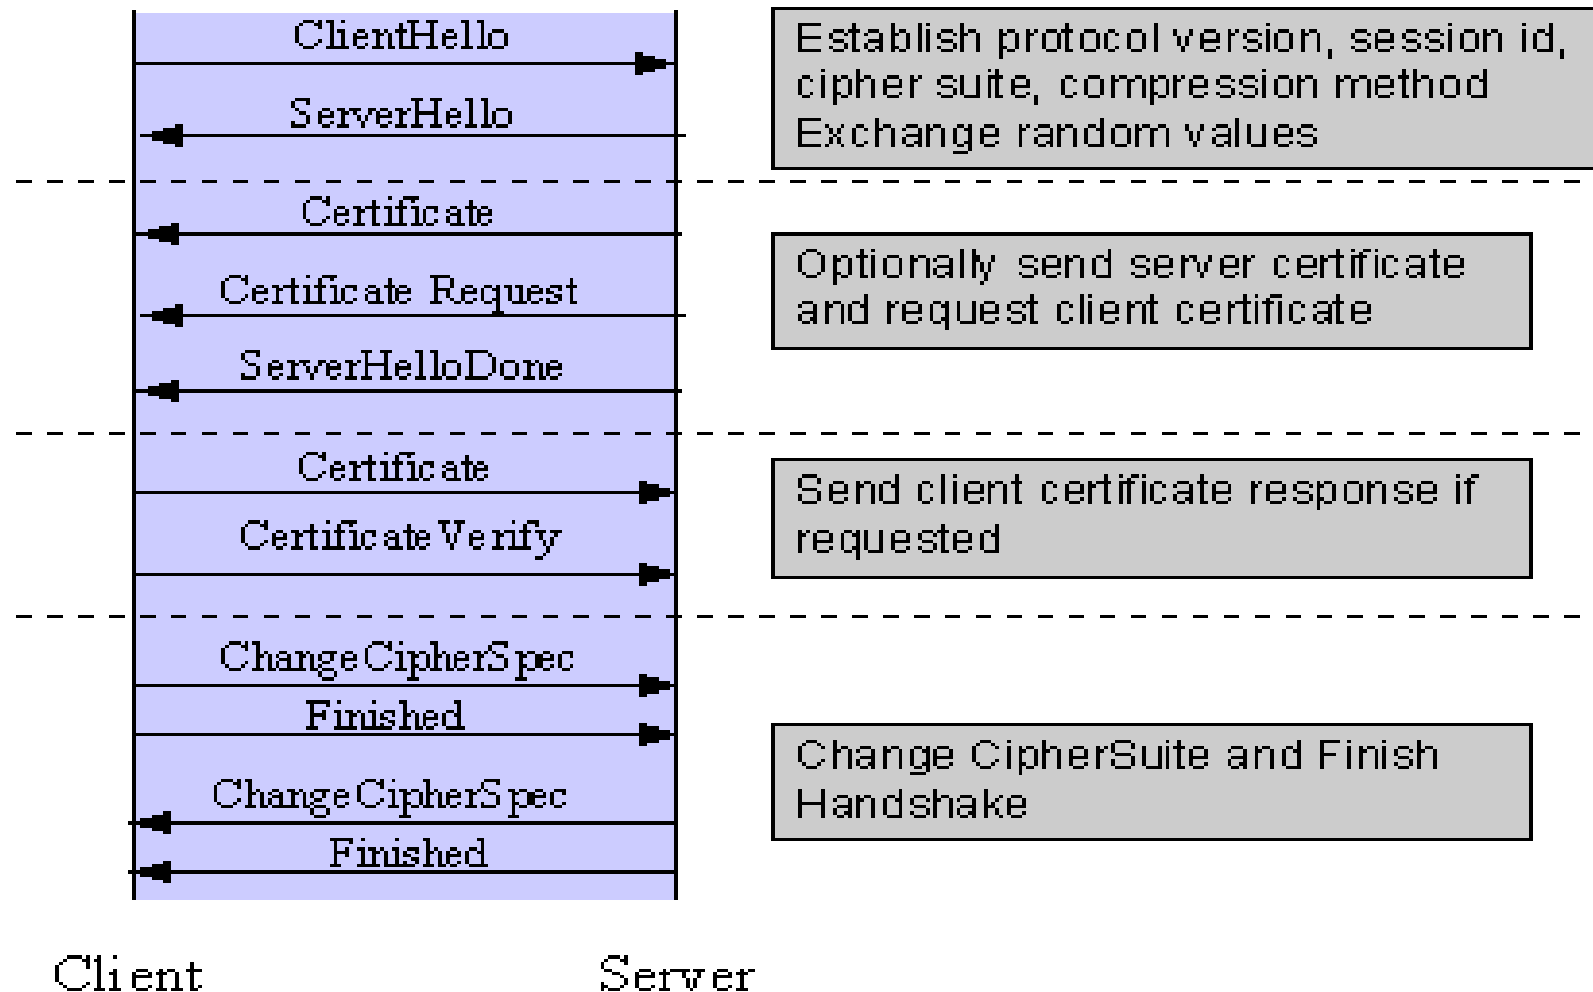 ClientHello
Establish protocol version, session id,
cipher suite, compression method
Exchange random values
ServerHello
Certificate
Optionally send server certificate
and request client certificate
Certificate Request
ServerHelloDone
Certificate
Send client certificate response if
requested
CertificateVerify
ChangeCipherSpec
Finished
Change CipherSuite and Finish
Handshake
ChangeCipherSpec
Finished
Client
Server